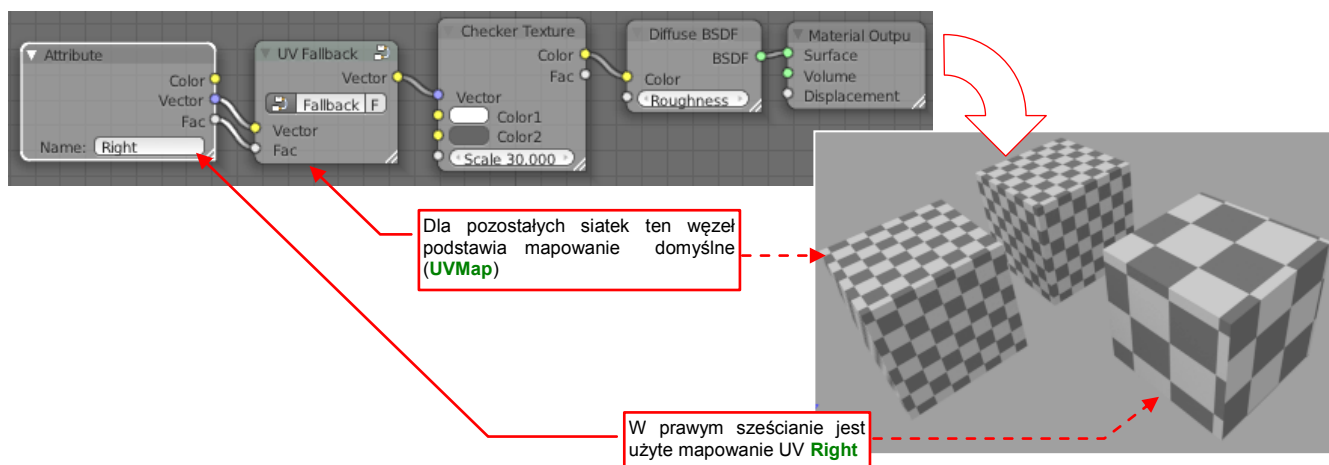 Attribute
Color
Vector
Fac
Name: Right
UV Fallback
Vector
Fallback F
Vector
Fac
Checker Texture
Color
Fac
Vector
Color1
Color2
Scale 30.000
Diffuse BSDF
BSDF
Color
Roughness
Material Outpu
Surface
Volume
Displacement
Dla pozostałych siatek ten węzeł
podstawia mapowanie domyślne
(UVMap)
W prawym sześcianie jest
użyte mapowanie UV Right